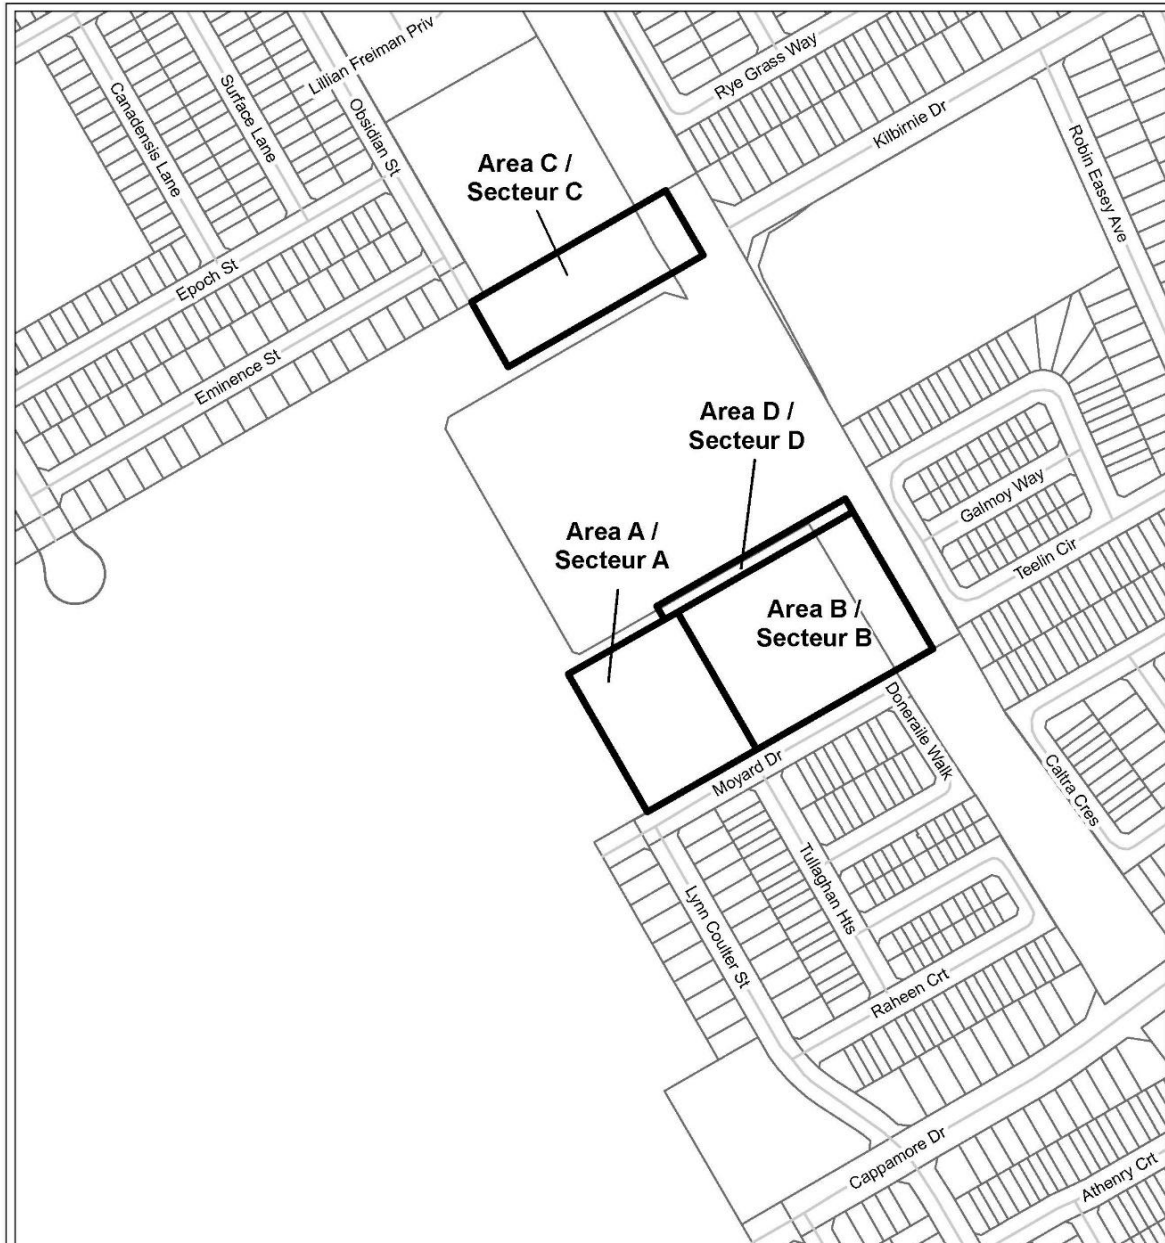 Lillian Freiman Priv
Canadensis Lane
Surface Lane
Obsidian St
Rye Grass Way
Kilbirnie Dr
Robin Easey Ave
Area C /
Secteur C
Epoch St
Eminence St
Area D /
Secteur D
Galmoy Way
Teelin Cir
Area A /
Secteur A
Area B /
Secteur B
Doneraile Walk
Moyard Dr
Caltra Cres
Tullaghan Hts
Lynn Coulter St
Raheen Crt
Cappamore Dr
Athenry Crt